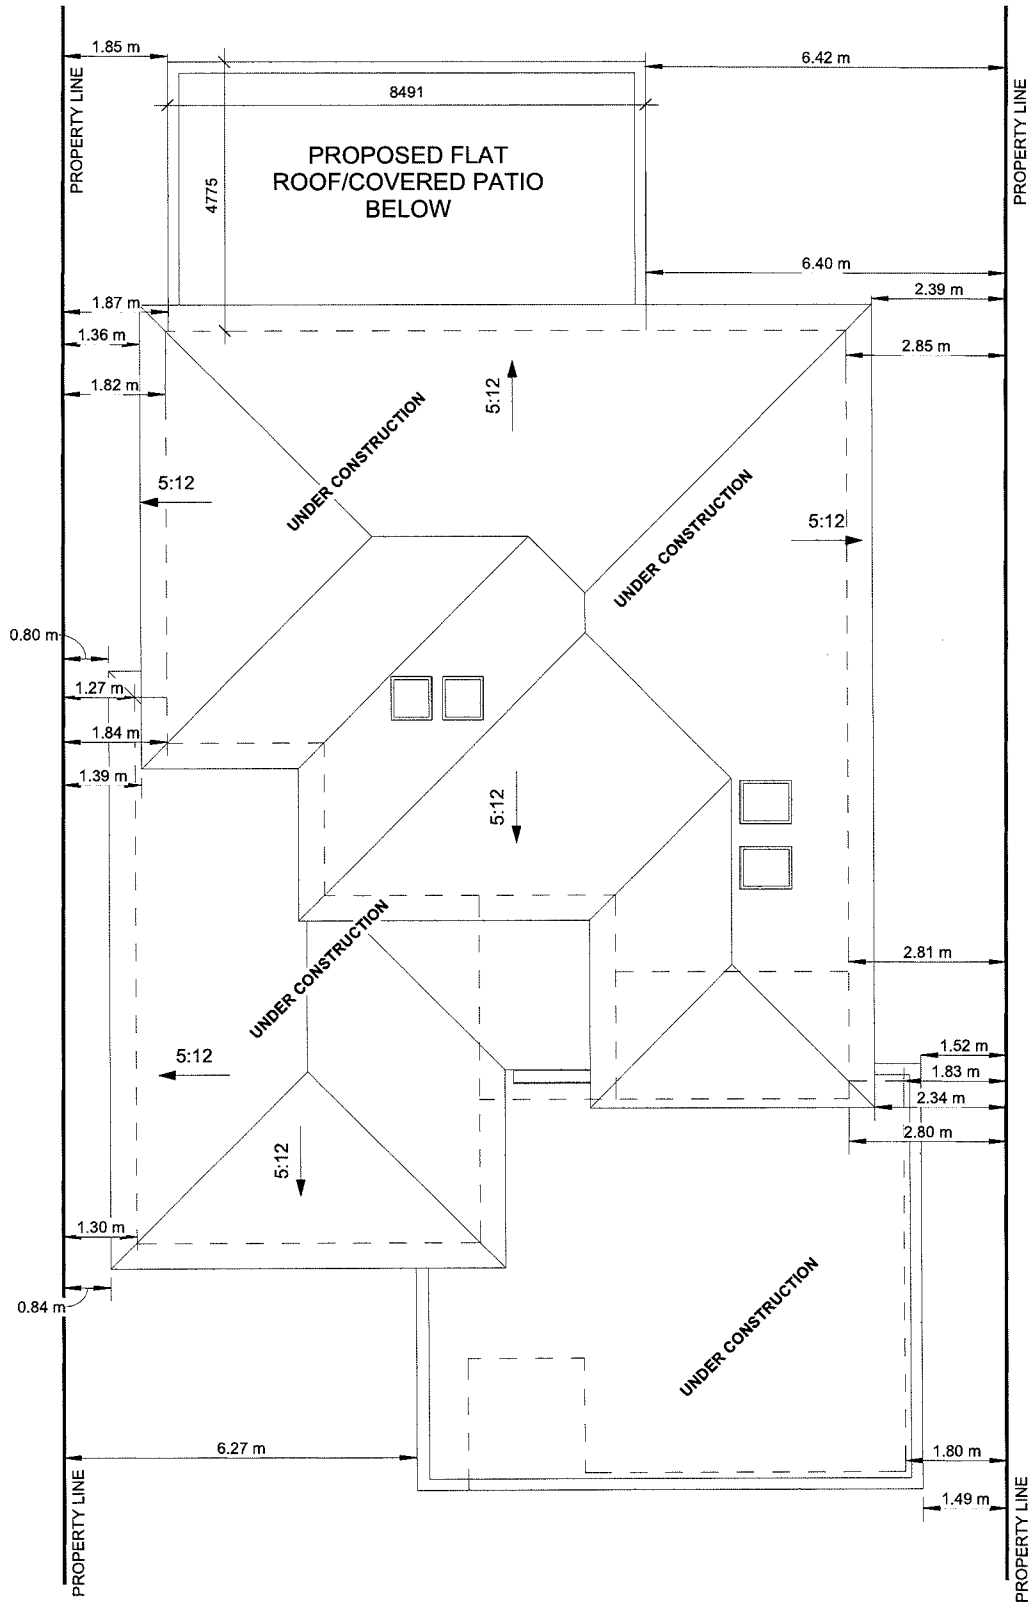 1.85 m
6.42 m
PROPERTY LINE
PROPERTY LINE
8491
PROPOSED FLAT
ROOF/COVERED PATIO
BELOW
4775
6.40 m
2.39 m
1.87 m
1.36 m
2.85 m
1.82 m
5:12
UNDER CONSTRUCTION
5:12
UNDER CONSTRUCTION
5:12
0.80 m
1.27 m
1.84 m
1.39 m
5:12
UNDER CONSTRUCTION
2.81 m
1.52 m
5:12
1.83 m
2.34 m
2.80 m
5:12
1.30 m
0.84 m
UNDER CONSTRUCTION
6.27 m
1.80 m
1.49 m
PROPERTY LINE
PROPERTY LINE